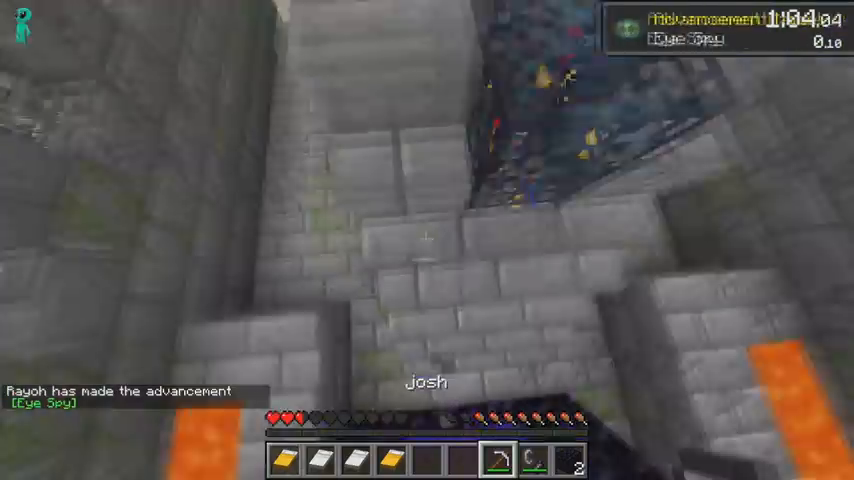 1:04.04
Eye Spy
0.10
Rayoh has made the advancement
[Eye Spy]
josh
2